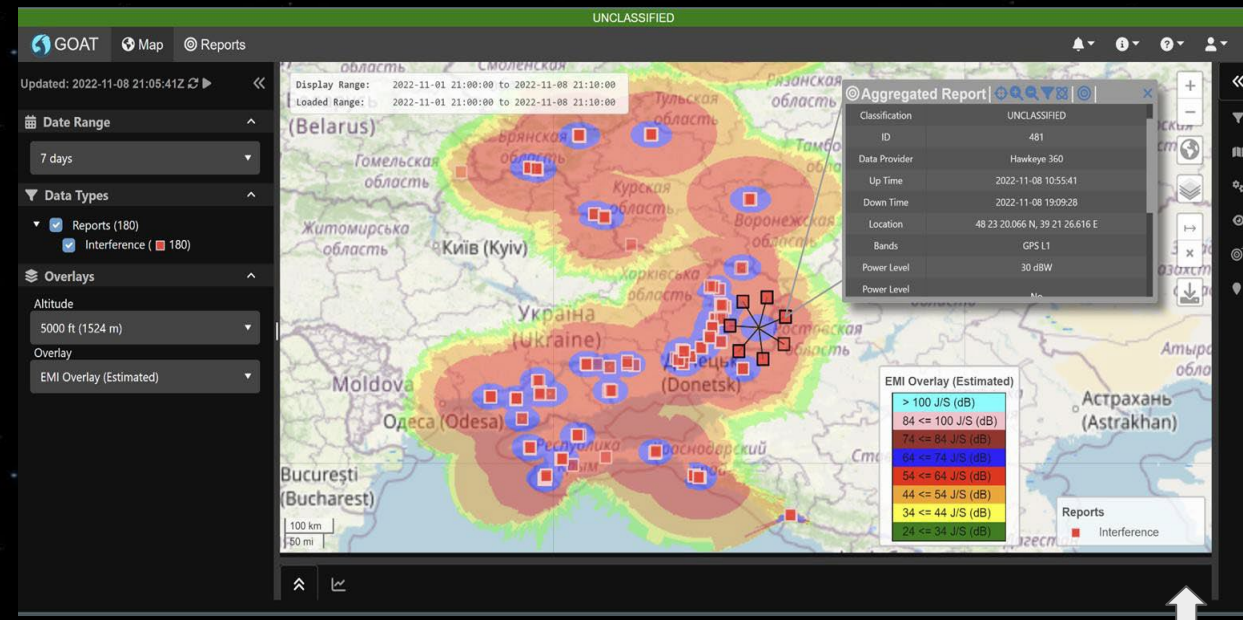 UNCLASSIFIED
GOAT Map Reports
Updated: 2022-11-08 21:05:41Z
Date Range
7 days
Data Types
Reports (180)
Interference ( 180)
Overlays
Altitude
5000 ft (1524 m)
Overlay
EMI Overlay (Estimated)
область
Смоленская
Display Range: 2022-11-01 21:00:00 to 2022-11-08 21:10:00
Loaded Range: 2022-11-01 21:00:00 to 2022-11-08 21:10:00
Рязанская
область
Тульская
область
(Belarus)
Брянская
область
Гомельская
область
Курская
область
Воронежская
Житомирська
область
Київ (Kyiv)
Харківська
область
Україна
(Ukraine)
Ростовская
область
(Donetsk)
Moldova
Одеса (Odesa)
Республика
Крым
Краснодарский
București
(Bucharest)
100 km
50 mi
Астрахань
(Astrakhan)
Aggregated Report
Classification UNCLASSIFIED
ID 481
Data Provider Hawkeye 360
Up Time 2022-11-08 10:55:41
Down Time 2022-11-08 19:09:28
Location 48 23 20.066 N, 39 21 26.616 E
Bands GPS L1
Power Level 30 dBW
Power Level
No
EMI Overlay (Estimated)
> 100 J/S (dB)
84 <= 100 J/S (dB)
74 <= 84 J/S (dB)
64 <= 74 J/S (dB)
54 <= 64 J/S (dB)
44 <= 54 J/S (dB)
34 <= 44 J/S (dB)
24 <= 34 J/S (dB)
Reports
Interference